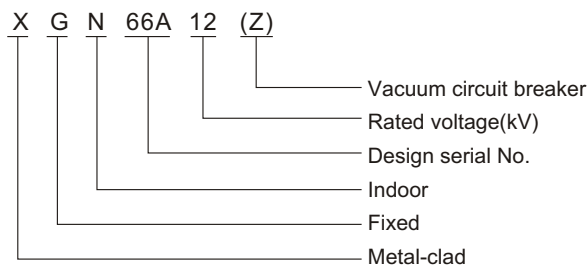 X G N 66A 12 (Z)
Vacuum circuit breaker
Rated voltage(kV)
Design serial No.
Indoor
Fixed
Metal-clad